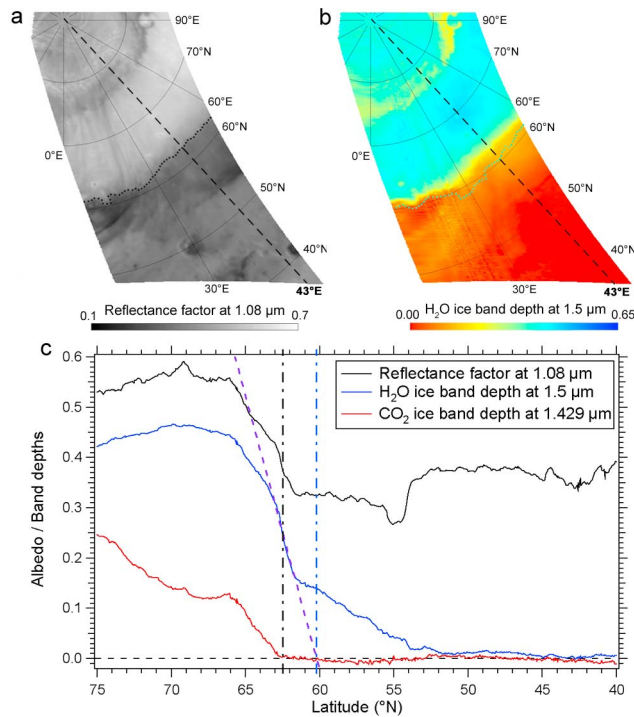 a
90°E
70°N
60°E
60°N
0°E
50°N
40°N
30°E
43°E
Reflectance factor at 1.08 µm
0.1
0.7
b
90°E
70°N
60°E
60°N
0°E
50°N
40°N
30°E
43°E
H₂O ice band depth at 1.5 µm
0.00
0.65
c
Reflectance factor at 1.08 µm
H₂O ice band depth at 1.5 µm
CO₂ ice band depth at 1.429 µm
Albedo / Band depths
0.6
0.5
0.4
0.3
0.2
0.1
0.0
75
70
65
60
55
50
45
40
Latitude (°N)